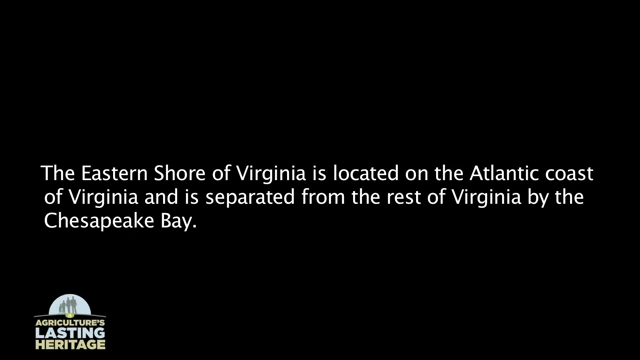 The Eastern Shore of Virginia is located on the Atlantic coast
of Virginia and is separated from the rest of Virginia by the
Chesapeake Bay.
AGRICULTURE'S
LASTING
HERITAGE